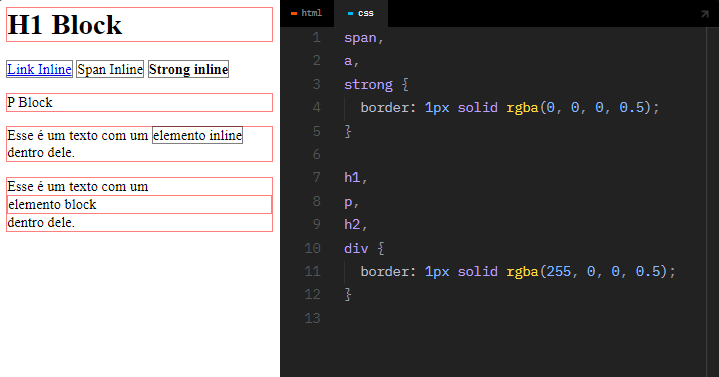 H1 Block
Link Inline Span Inline Strong inline
P Block
Esse é um texto com um elemento inline
dentro dele.
Esse é um texto com um
elemento block
dentro dele.
html css
1 span,
2 a,
3 strong {
4 border: 1px solid rgba(0, 0, 0, 0.5);
5 }
6
7 h1,
8 p,
9 h2,
10 div {
11 border: 1px solid rgba(255, 0, 0, 0.5);
12 }
13